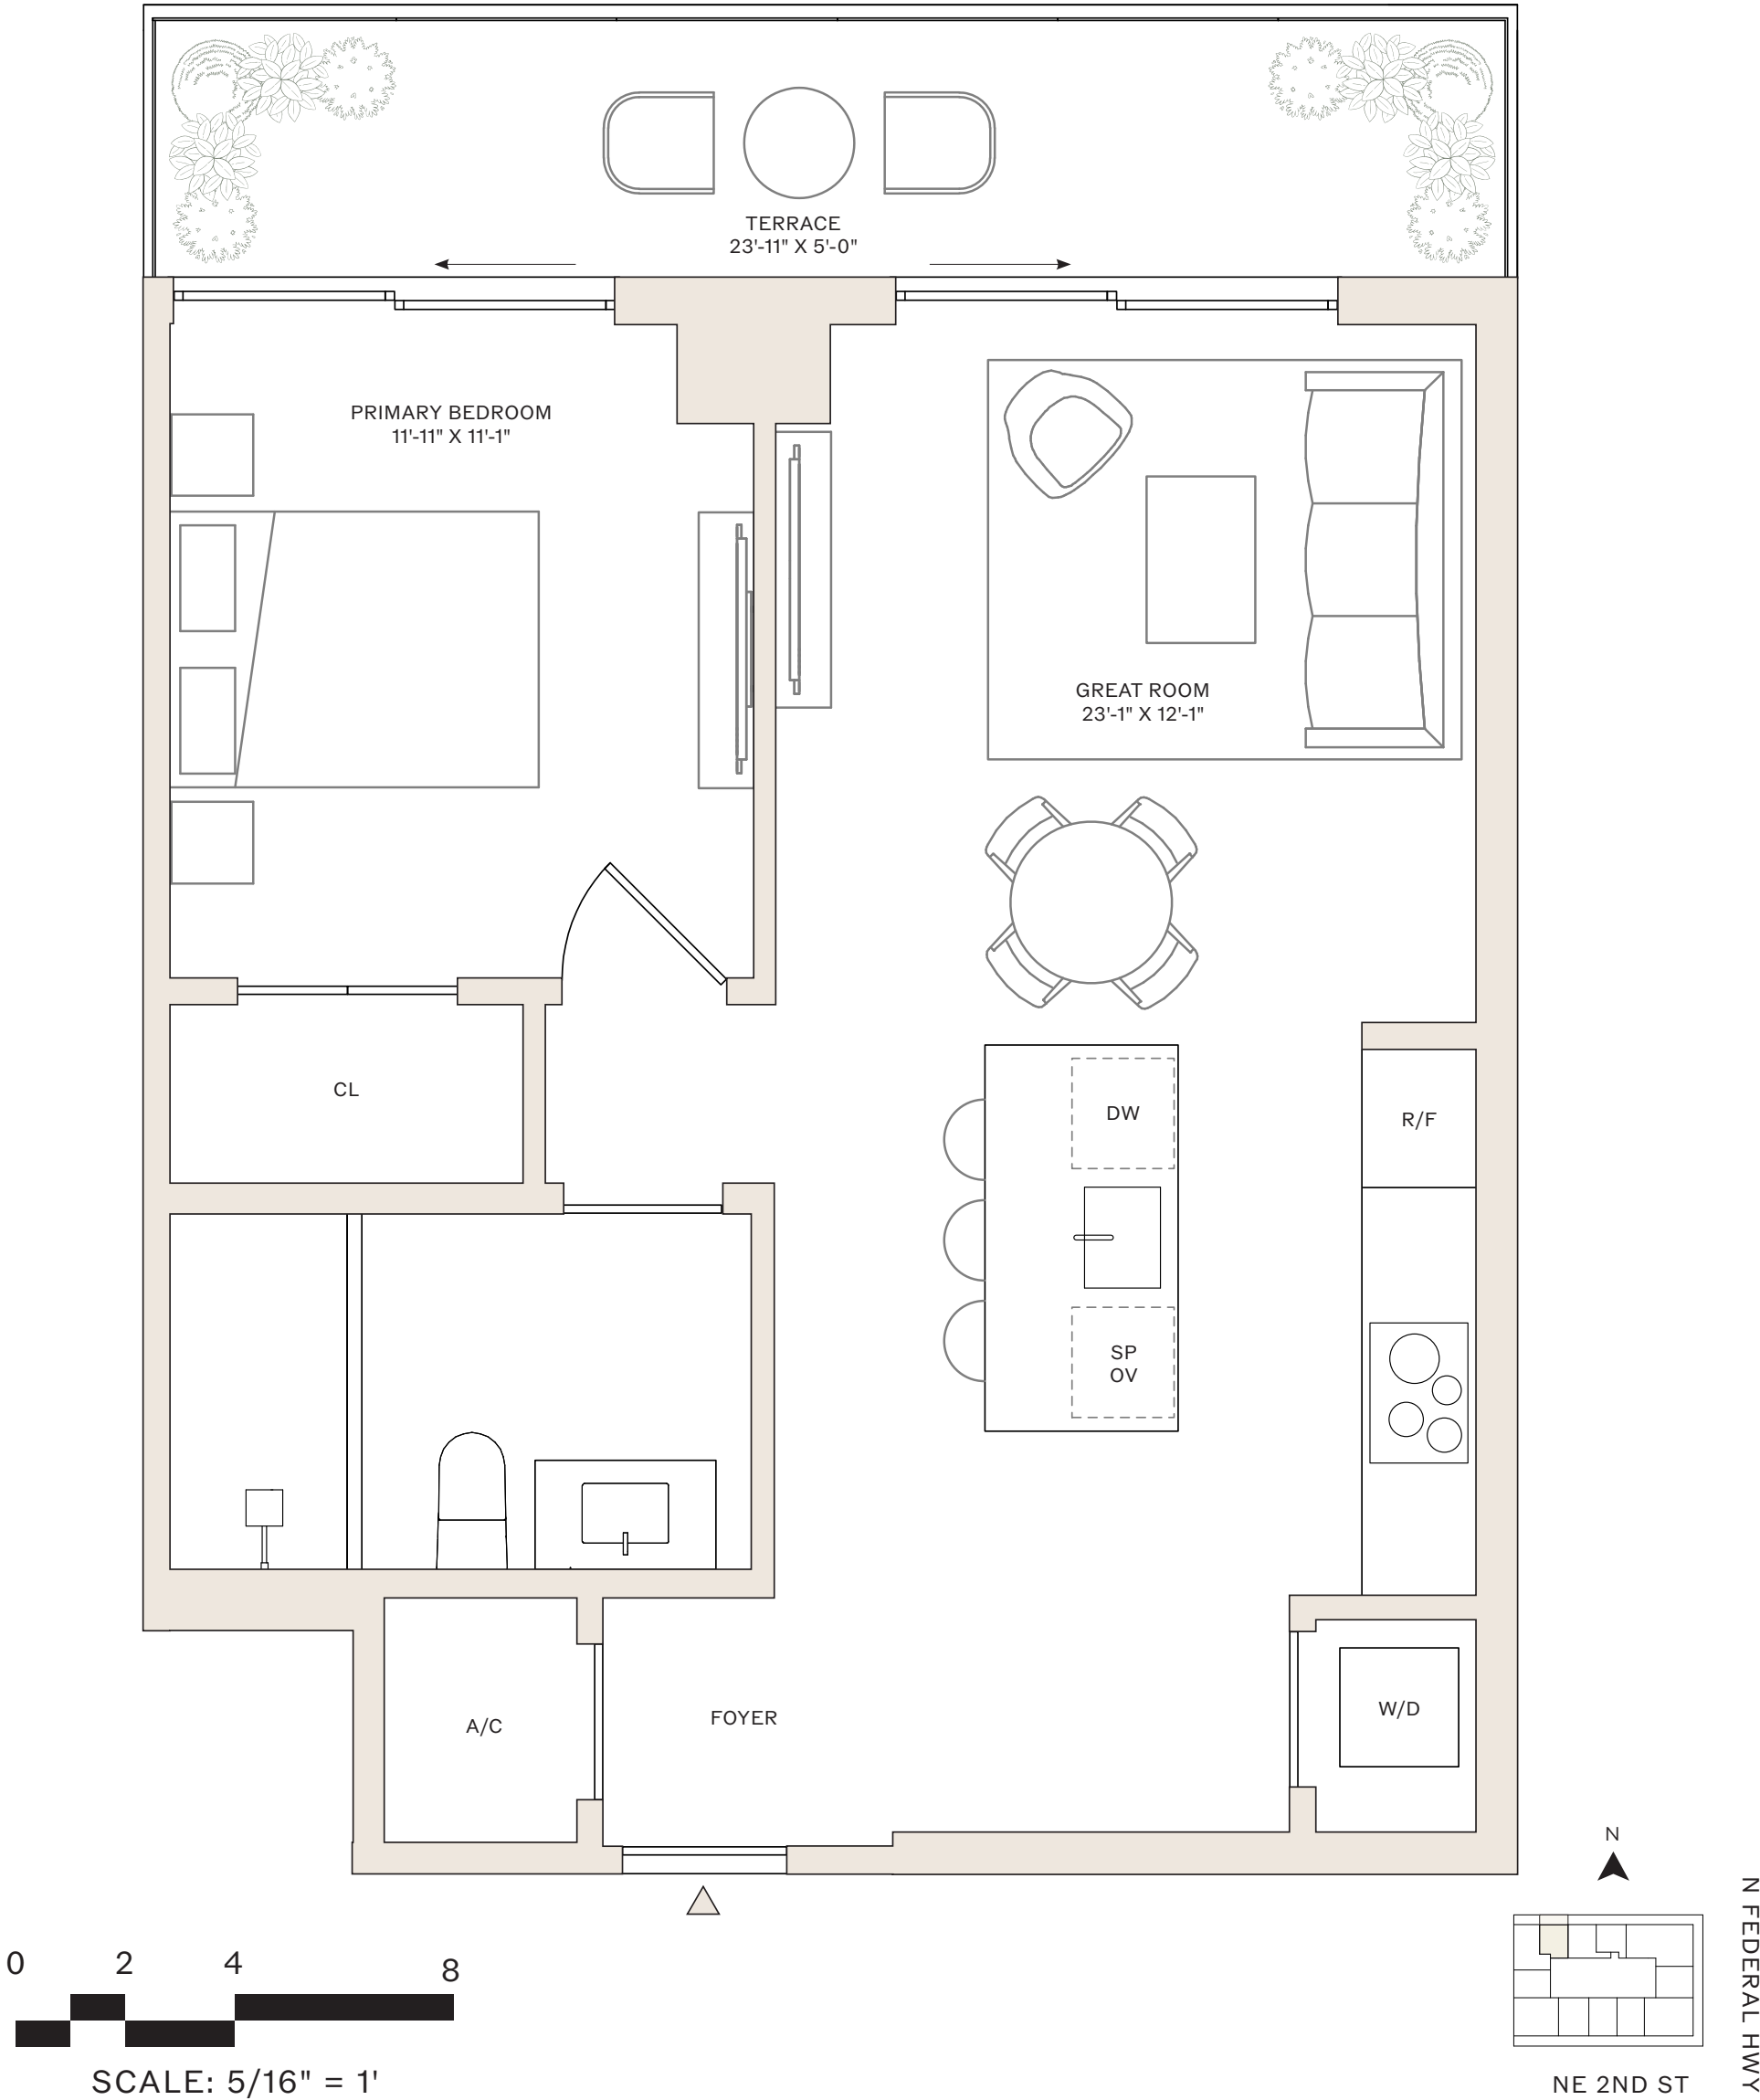 TERRACE
23'-11" X 5'-0"
PRIMARY BEDROOM
11'-11" X 11'-1"
GREAT ROOM
23'-1" X 12'-1"
CL
DW
R/F
SP
OV
A/C
FOYER
W/D
N
N FEDERAL HWY
0 2 4 8
SCALE: 5/16" = 1'
NE 2ND ST